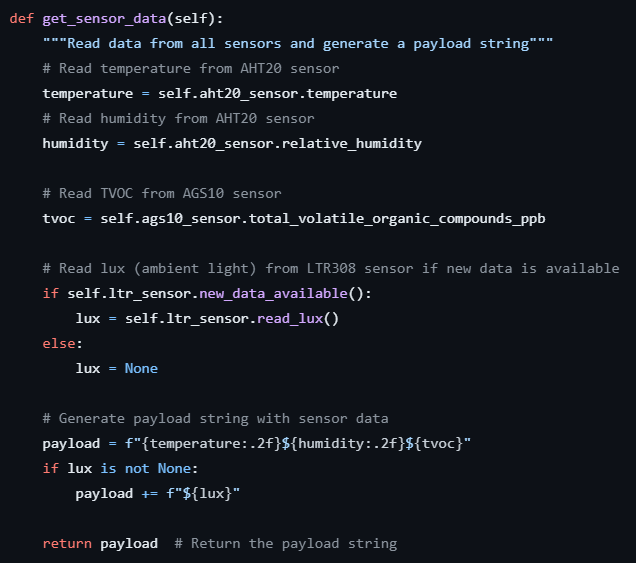 def get_sensor_data(self):
    """Read data from all sensors and generate a payload string"""
    # Read temperature from AHT20 sensor
    temperature = self.aht20_sensor.temperature
    # Read humidity from AHT20 sensor
    humidity = self.aht20_sensor.relative_humidity

    # Read TVOC from AGS10 sensor
    tvoc = self.ags10_sensor.total_volatile_organic_compounds_ppb

    # Read lux (ambient light) from LTR308 sensor if new data is available
    if self.ltr_sensor.new_data_available():
        lux = self.ltr_sensor.read_lux()
    else:
        lux = None

    # Generate payload string with sensor data
    payload = f"{temperature:.2f}${humidity:.2f}${tvoc}"
    if lux is not None:
        payload += f"${lux}"

    return payload  # Return the payload string